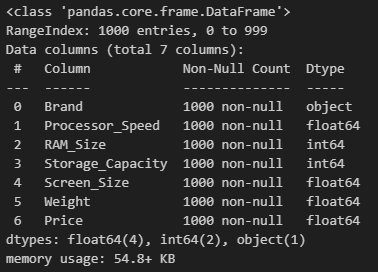 <class 'pandas.core.frame.DataFrame'>
RangeIndex: 1000 entries, 0 to 999
Data columns (total 7 columns):
 #   Column            Non-Null Count  Dtype
---  ------            --------------  -----
 0   Brand             1000 non-null   object
 1   Processor_Speed   1000 non-null   float64
 2   RAM_Size          1000 non-null   int64
 3   Storage_Capacity  1000 non-null   int64
 4   Screen_Size       1000 non-null   float64
 5   Weight            1000 non-null   float64
 6   Price             1000 non-null   float64
dtypes: float64(4), int64(2), object(1)
memory usage: 54.8+ KB